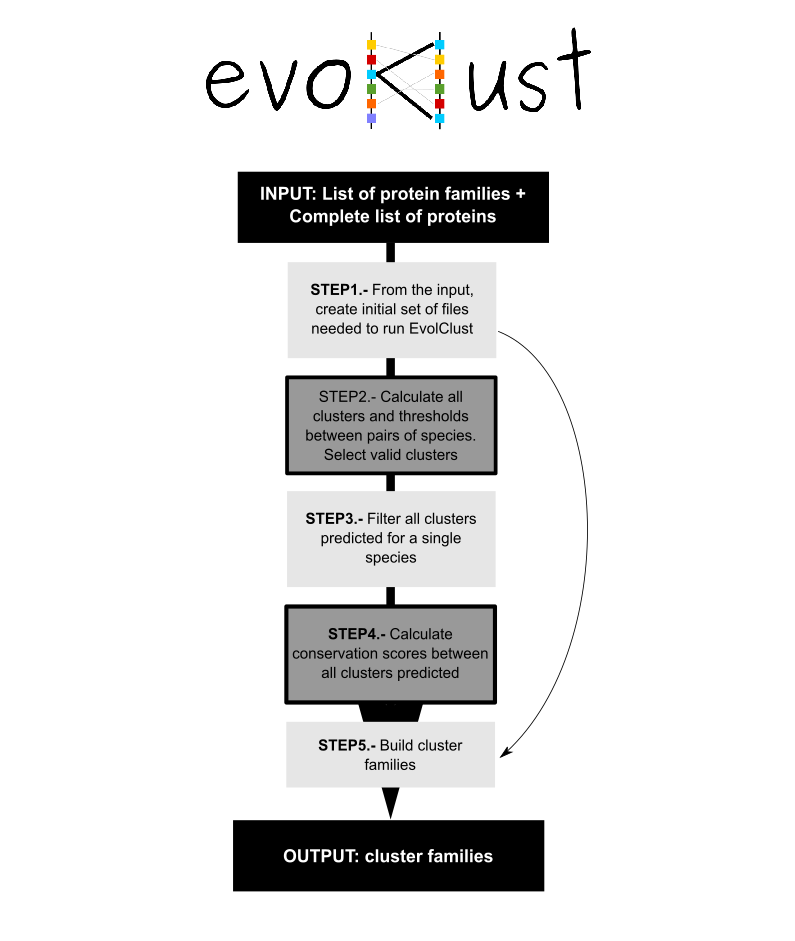 evolClust
INPUT: List of protein families +
Complete list of proteins
STEP1.- From the input,
create initial set of files
needed to run EvolClust
STEP2.- Calculate all
clusters and thresholds
between pairs of species.
Select valid clusters
STEP3.- Filter all clusters
predicted for a single
species
STEP4.- Calculate
conservation scores between
all clusters predicted
STEP5.- Build cluster
families
OUTPUT: cluster families